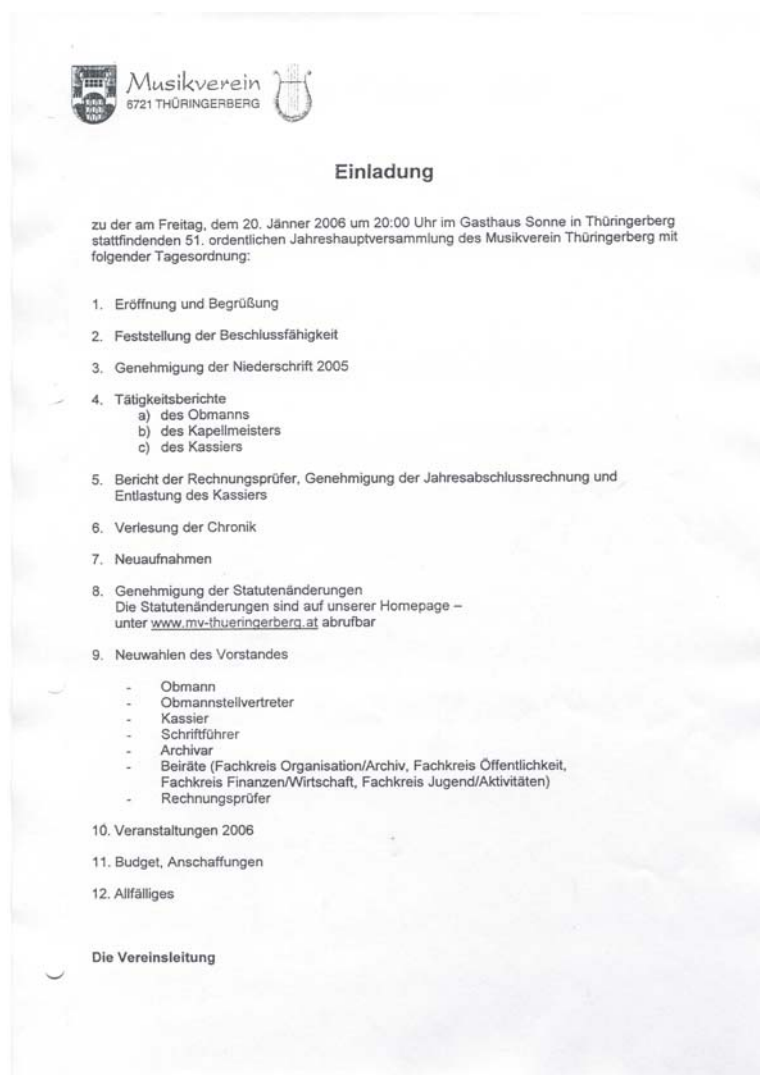 Musikverein
6721 THÜRINGERBERG
Einladung
zu der am Freitag, dem 20. Jänner 2006 um 20:00 Uhr im Gasthaus Sonne in Thüringerberg
stattfindenden 51. ordentlichen Jahreshauptversammlung des Musikverein Thüringerberg mit
folgender Tagesordnung:
1. Eröffnung und Begrüßung
2. Feststellung der Beschlussfähigkeit
3. Genehmigung der Niederschrift 2005
4. Tätigkeitsberichte
a) des Obmanns
b) des Kapellmeisters
c) des Kassiers
5. Bericht der Rechnungsprüfer, Genehmigung der Jahresabschlussrechnung und
Entlastung des Kassiers
6. Verlesung der Chronik
7. Neuaufnahmen
8. Genehmigung der Statutenänderungen
Die Statutenänderungen sind auf unserer Homepage –
unter www.mv-thueringerberg.at abrufbar
9. Neuwahlen des Vorstandes
- Obmann
- Obmannstellvertreter
- Kassier
- Schriftführer
- Archivar
- Beiräte (Fachkreis Organisation/Archiv, Fachkreis Öffentlichkeit,
Fachkreis Finanzen/Wirtschaft, Fachkreis Jugend/Aktivitäten)
- Rechnungsprüfer
10. Veranstaltungen 2006
11. Budget, Anschaffungen
12. Allfälliges
Die Vereinsleitung